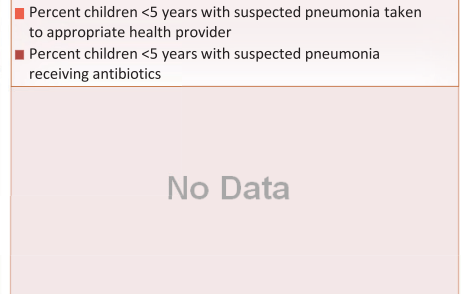 Percent children <5 years with suspected pneumonia taken
to appropriate health provider
Percent children <5 years with suspected pneumonia
receiving antibiotics
No Data